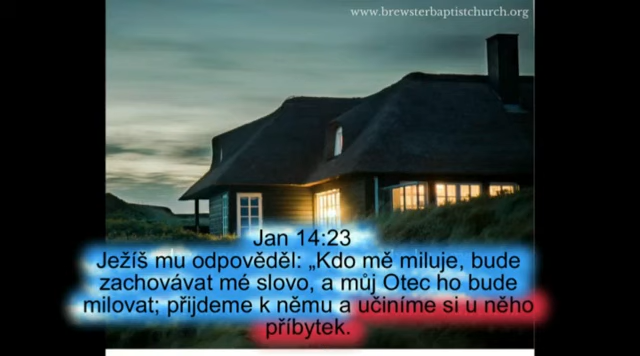 www.brewsterbaptistchurch.org
Jan 14:23
Ježíš mu odpověděl: „Kdo mě miluje, bude
zachovávat mé slovo, a můj Otec ho bude
milovat; přijdeme k němu a učiníme si u něho
příbytek.